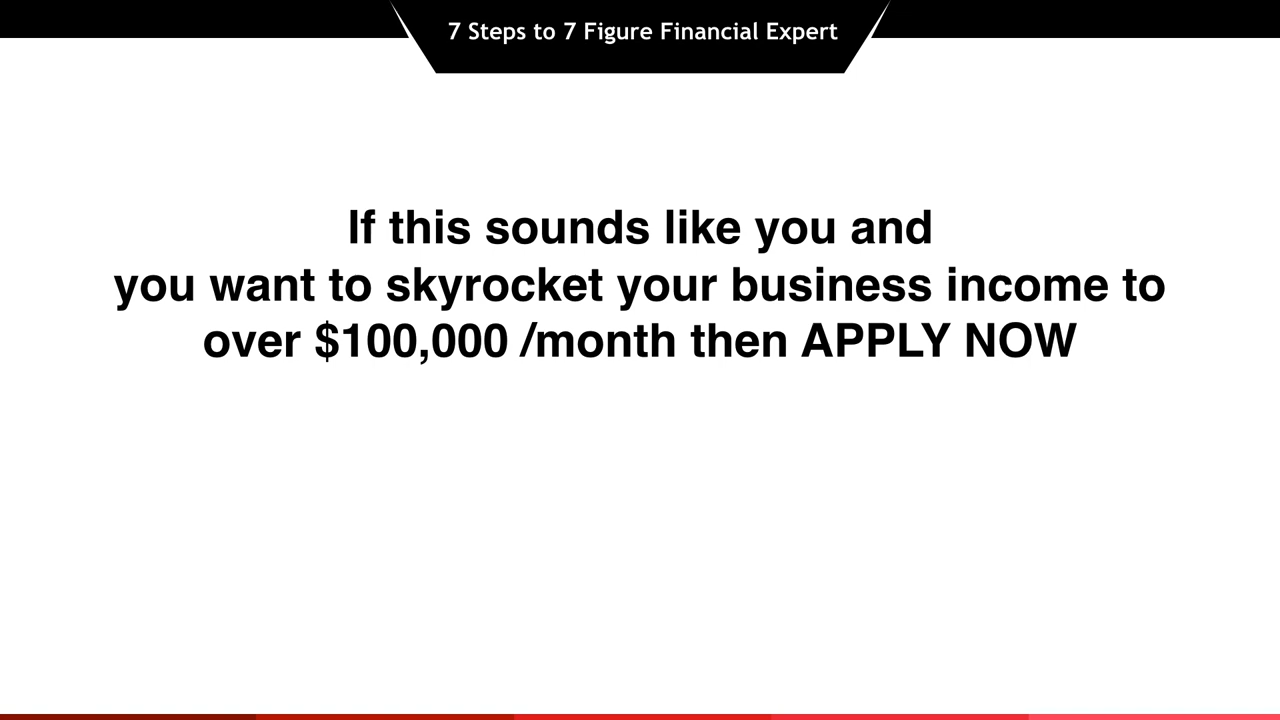 7 Steps to 7 Figure Financial Expert
If this sounds like you and
you want to skyrocket your business income to
over $100,000 /month then APPLY NOW